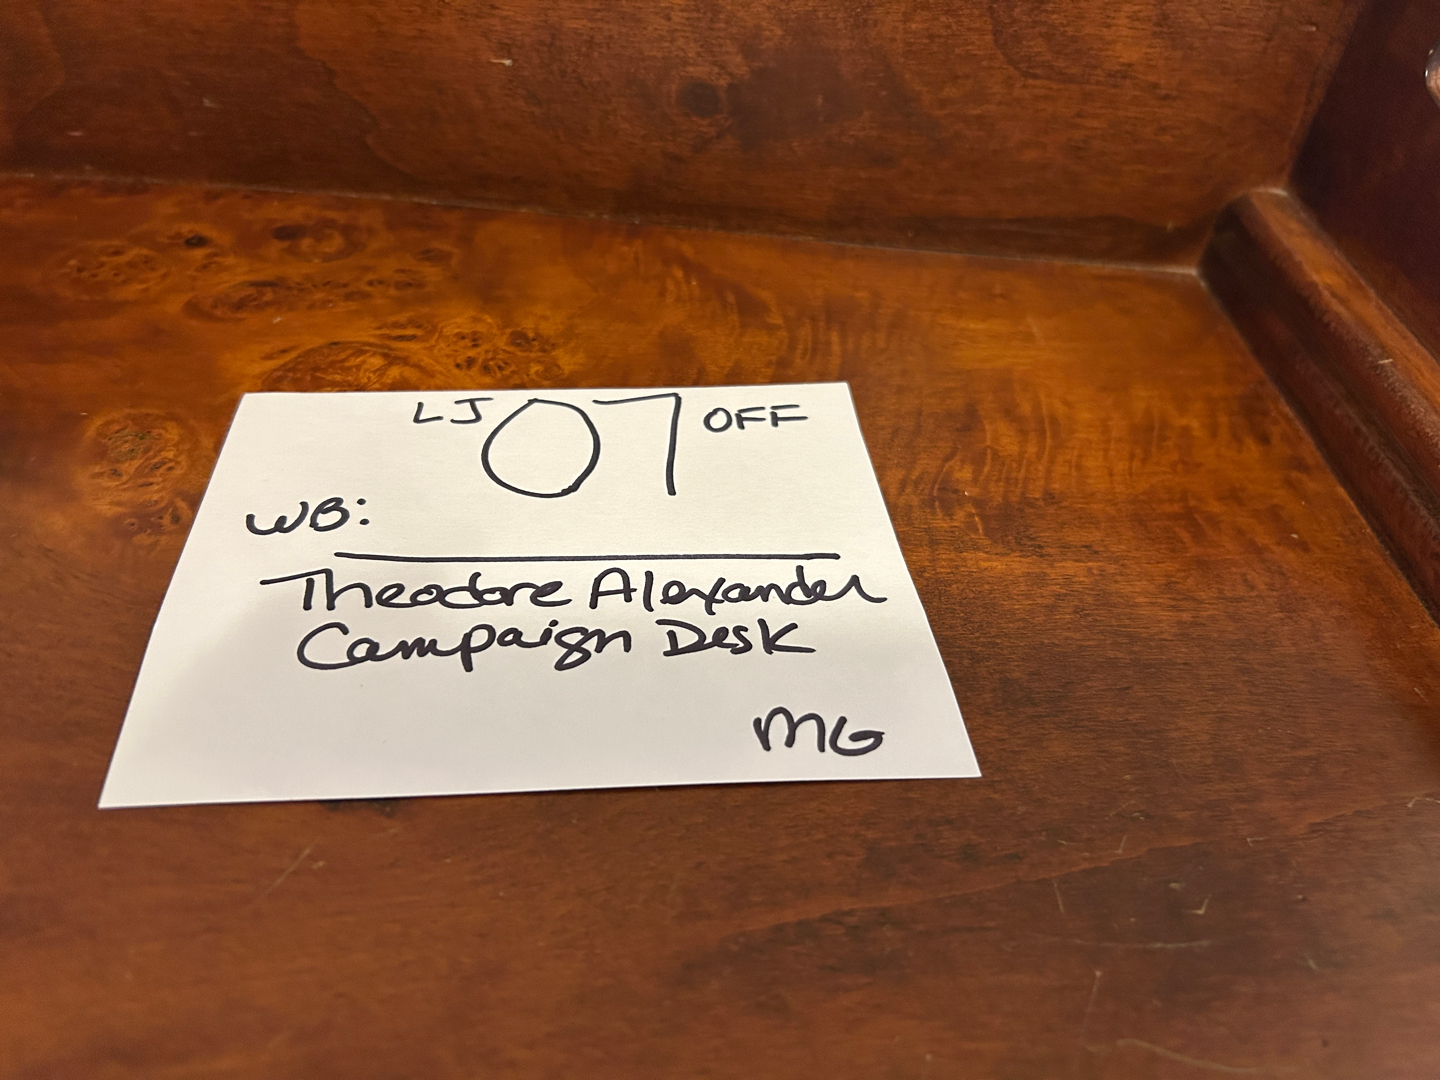 LJ 07 OFF
WB:
Theodore Alexander
Campaign Desk
MG